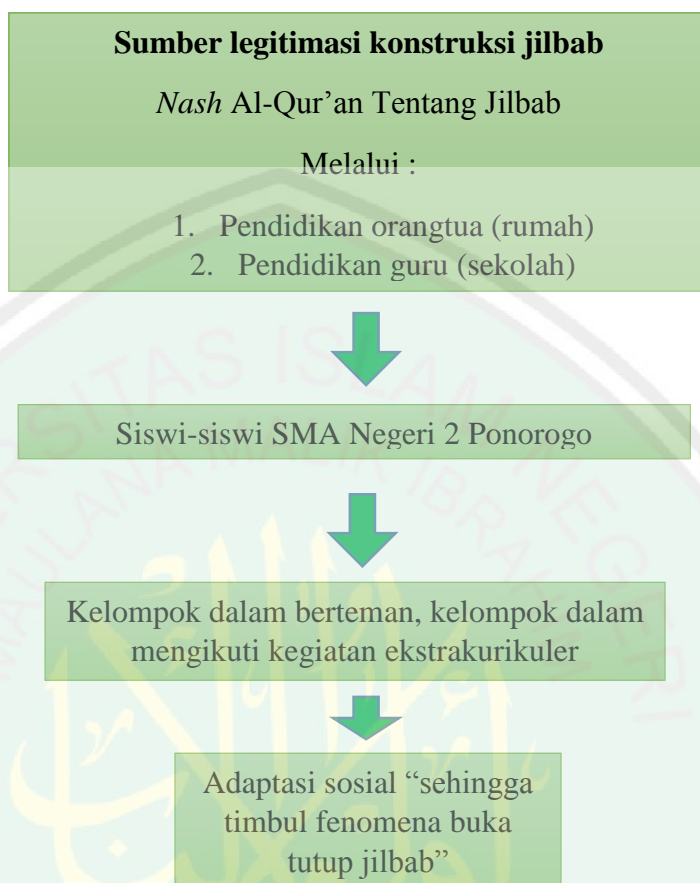 Sumber legitimasi konstruksi jilbab
Nash Al-Qur’an Tentang Jilbab
Melalui :
1. Pendidikan orangtua (rumah)
2. Pendidikan guru (sekolah)
Siswi-siswi SMA Negeri 2 Ponorogo
Kelompok dalam berteman, kelompok dalam
mengikuti kegiatan ekstrakurikuler
Adaptasi sosial “sehingga
timbul fenomena buka
tutup jilbab”